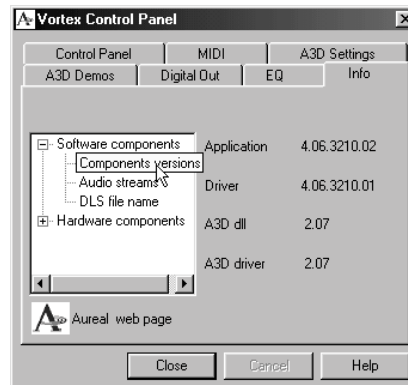 Vortex Control Panel
Control Panel MIDI A3D Settings
A3D Demos Digital Out EQ Info
Software components
Components versions
Audio streams
DLS file name
Hardware components
Application 4.06.3210.02
Driver 4.06.3210.01
A3D dll 2.07
A3D driver 2.07
Aureal web page
Close Cancel Help